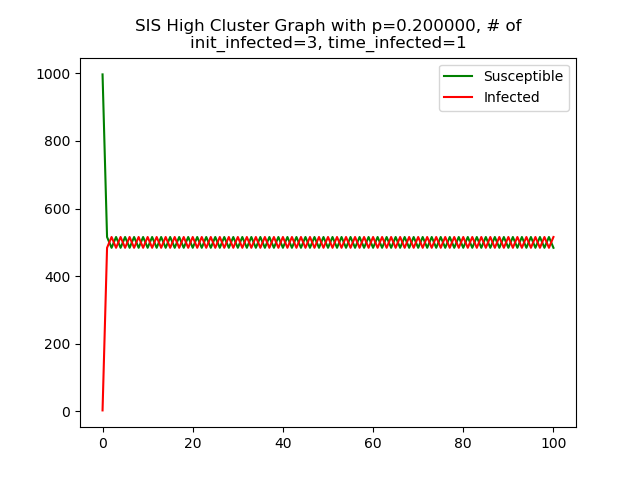 SIS High Cluster Graph with p=0.200000, # of
init_infected=3, time_infected=1
Susceptible
Infected
1000
800
600
400
200
0
0 20 40 60 80 100